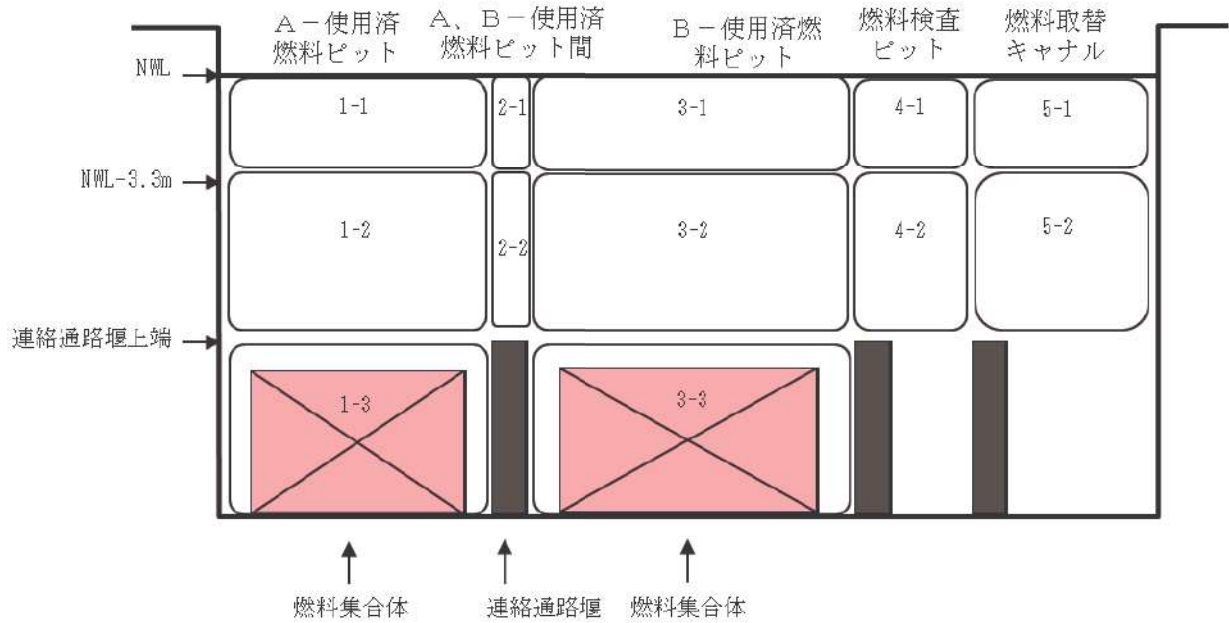 A-使用済
燃料ピット
A、B-使用済
燃料ピット間
B-使用済燃
料ピット
燃料検査
ピット
燃料取替
キャナル
NWL
1-1
2-1
3-1
4-1
5-1
NWL-3.3m
1-2
2-2
3-2
4-2
5-2
連絡通路堰上端
1-3
3-3
燃料集合体
連絡通路堰
燃料集合体